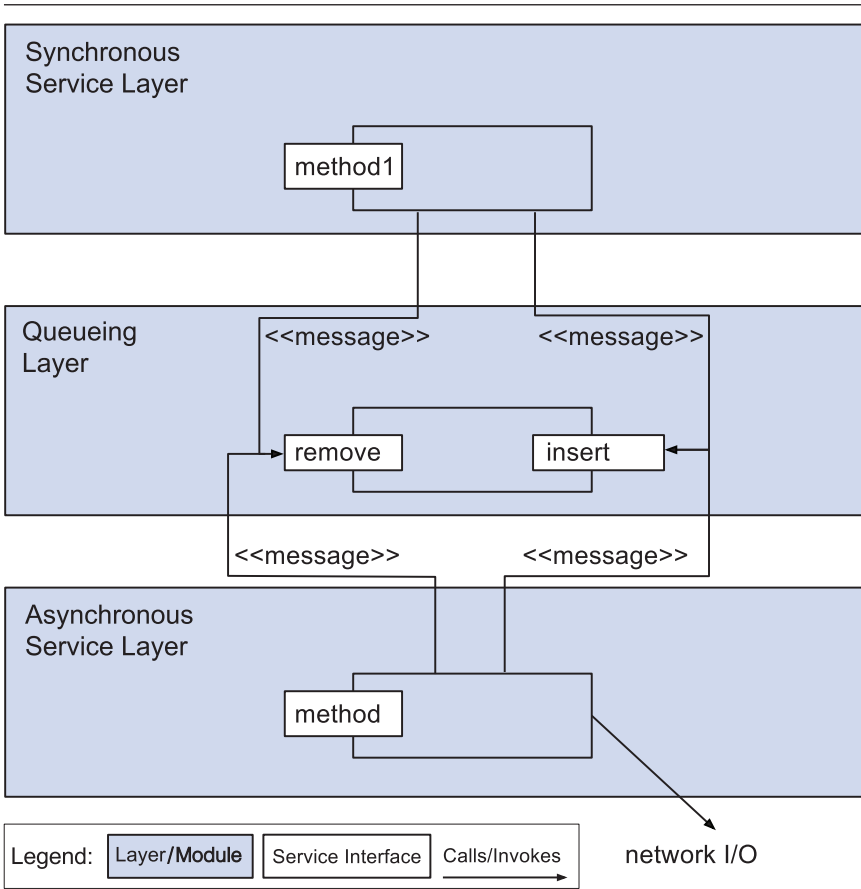 Synchronous
Service Layer
method1
Queueing
Layer
<<message>>
<<message>>
remove
insert
<<message>>
<<message>>
Asynchronous
Service Layer
method
network I/O
Legend:
Layer/Module
Service Interface
Calls/Invokes